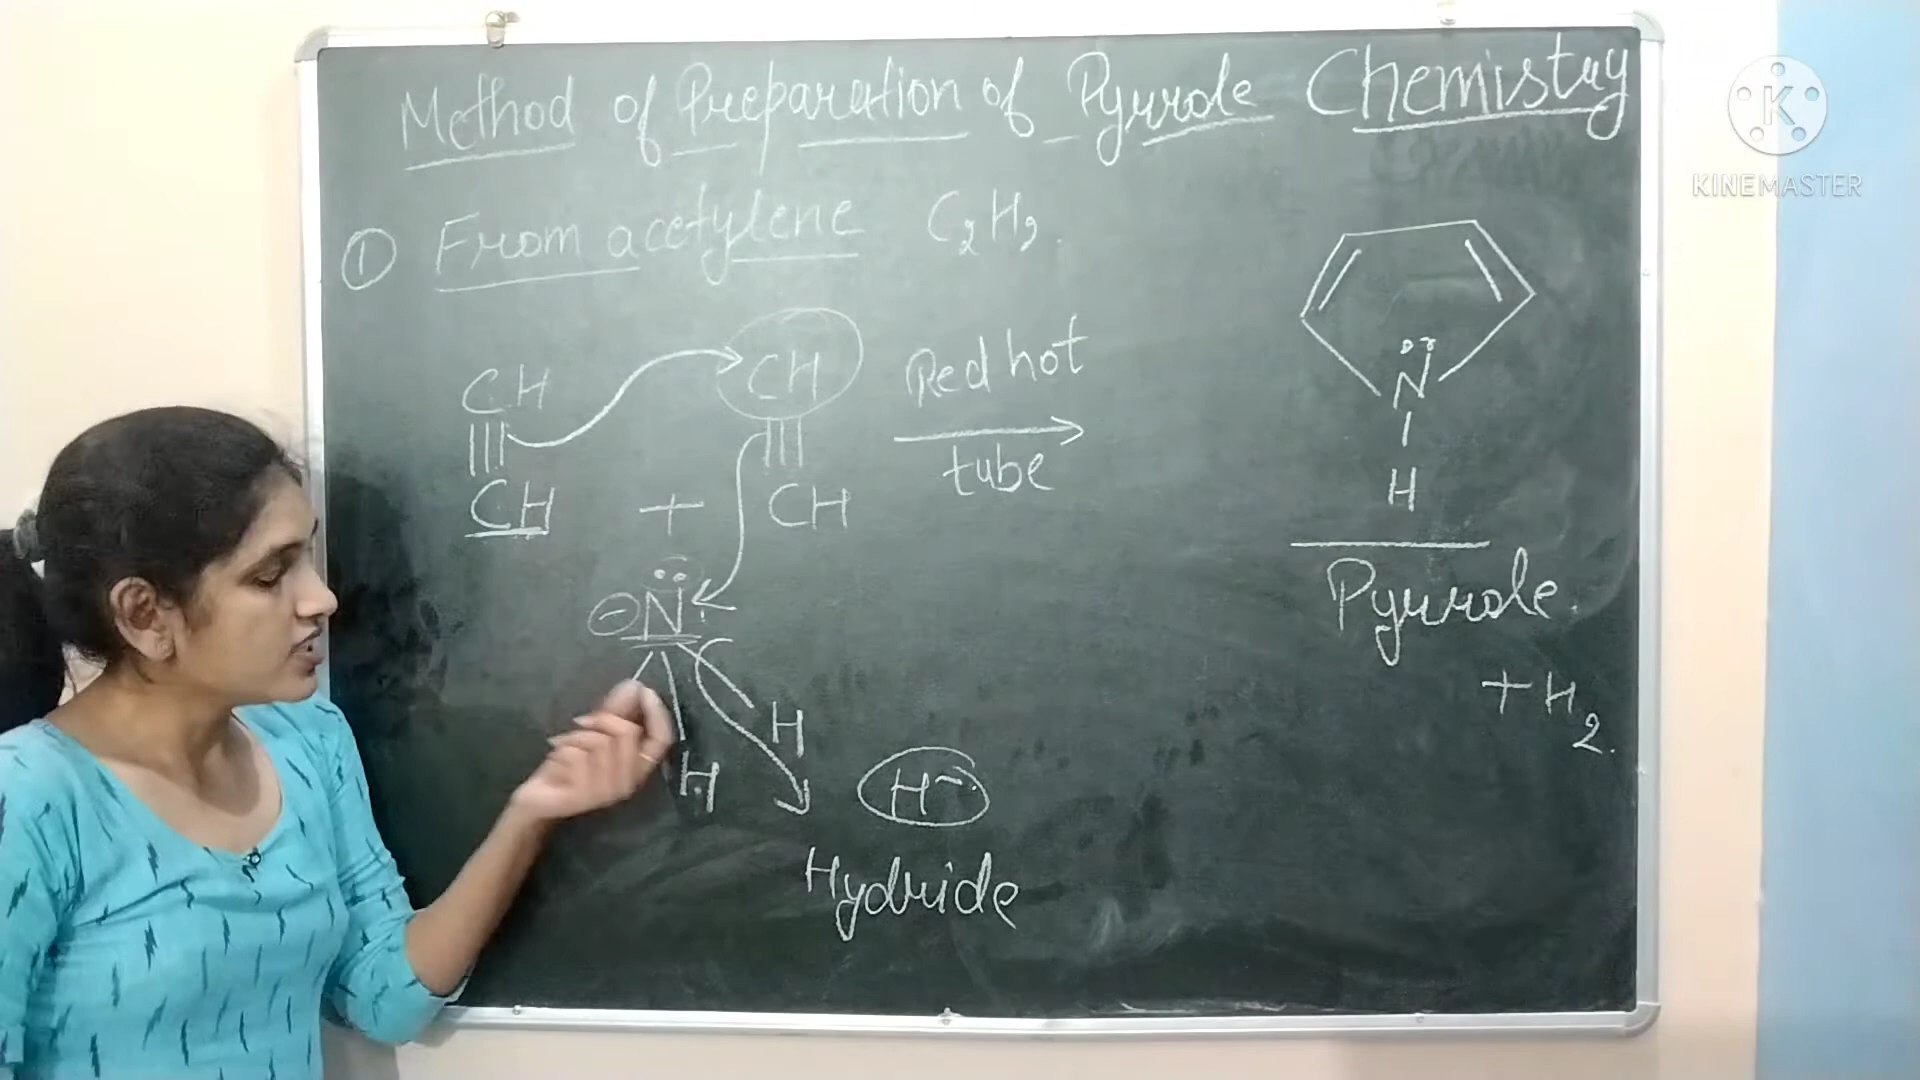 Method of Preparation of Pyrrole Chemistry
① From acetylene C₂H₂.
CH
CH
CH
+
CH
Red hot
tube
⊖N
H
H
H⁻
Hydride
N
H
Pyrrole.
+ H₂.
K
KINEMASTER